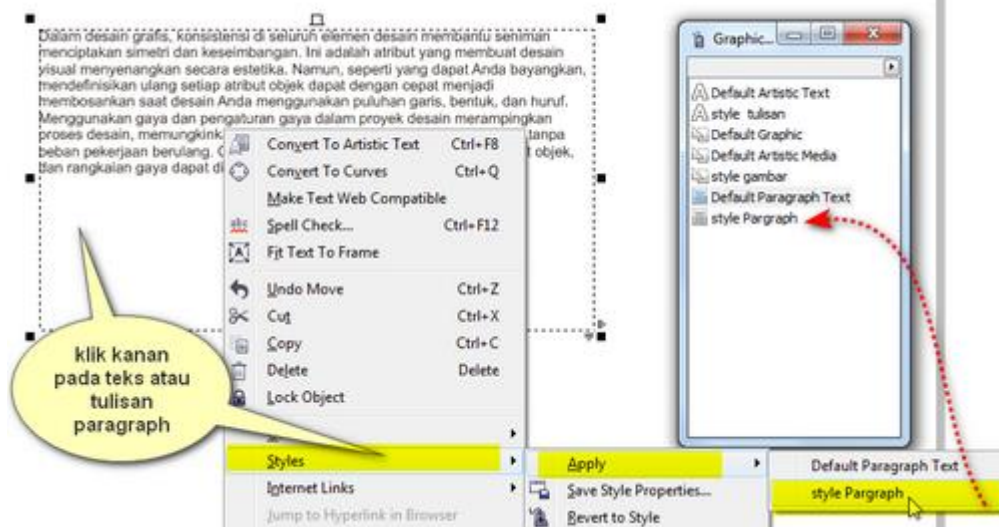 Dalam desain grafis, konsistensi di seluruh elemen desain membantu seniman
menciptakan simetri dan keseimbangan. Ini adalah atribut yang membuat desain
visual menyenangkan secara estetika. Namun, seperti yang dapat Anda bayangkan,
mendefinisikan ulang setiap atribut objek dapat dengan cepat menjadi
membosankan saat desain Anda menggunakan puluhan garis, bentuk, dan huruf.
Menggunakan gaya dan pengaturan gaya dalam proyek desain merampingkan
proses desain, tanpa
beban pekerjaan berulang. objek,
dan rangkaian gaya dapat
Convert To Artistic Text Ctrl+F8
Convert To Curves Ctrl+Q
Make Text Web Compatible
Spell Check... Ctrl+F12
Fit Text To Frame
Undo Move Ctrl+Z
Cut Ctrl+X
Copy Ctrl+C
Delete Delete
Lock Object
Styles
Internet Links
Jump to Hyperlink in Browser
Apply
Save Style Properties...
Revert to Style
Default Paragraph Text
style Pargraph
klik kanan
pada teks atau
tulisan
paragraph
Graphic...
Default Artistic Text
style tulisan
Default Graphic
Default Artistic Media
style gambar
Default Paragraph Text
style Pargraph